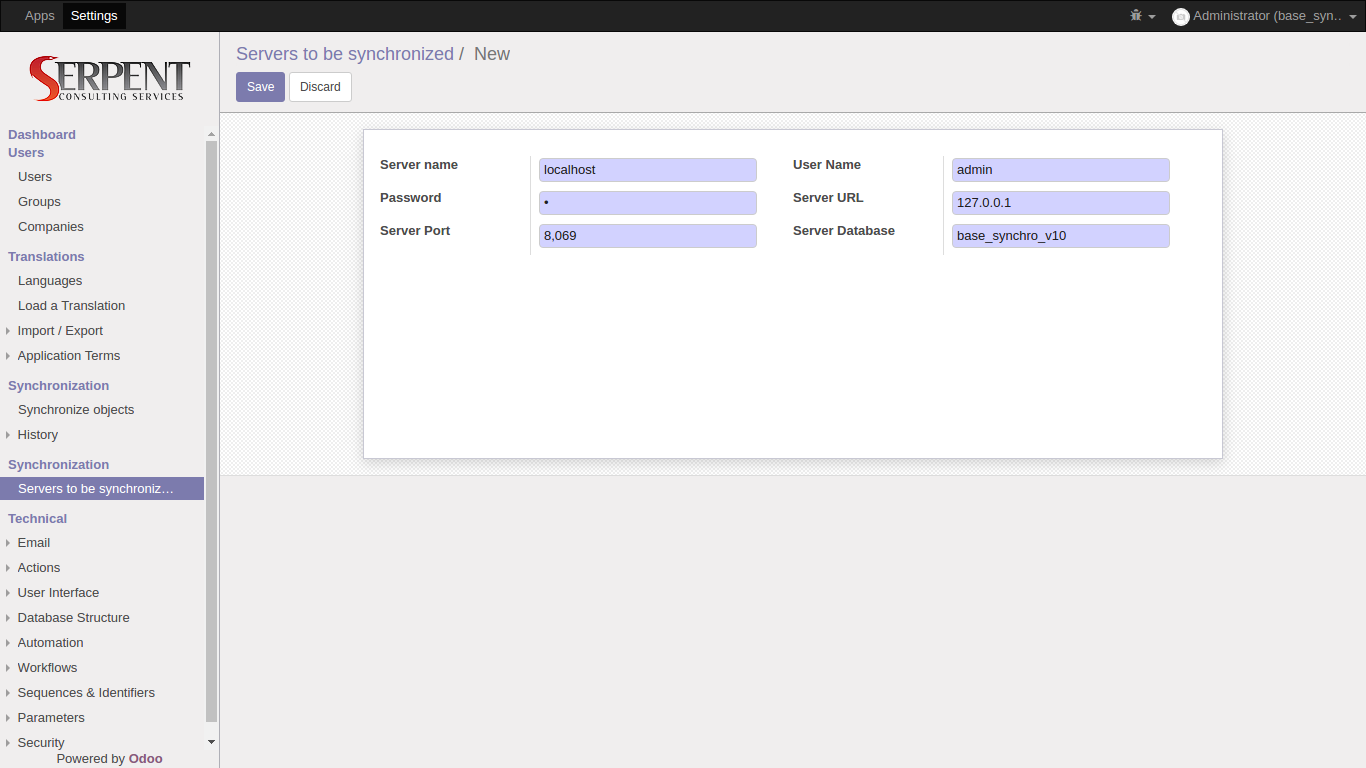 Apps Settings Administrator (base_syn..
SERPENT
CONSULTING SERVICES
Servers to be synchronized / New
Save Discard
Dashboard
Users
Users
Groups
Companies
Translations
Languages
Load a Translation
Import / Export
Application Terms
Synchronization
Synchronize objects
History
Synchronization
Servers to be synchroniz…
Technical
Email
Actions
User Interface
Database Structure
Automation
Workflows
Sequences & Identifiers
Parameters
Security
Powered by Odoo
Server name localhost User Name admin
Password • Server URL 127.0.0.1
Server Port 8,069 Server Database base_synchro_v10